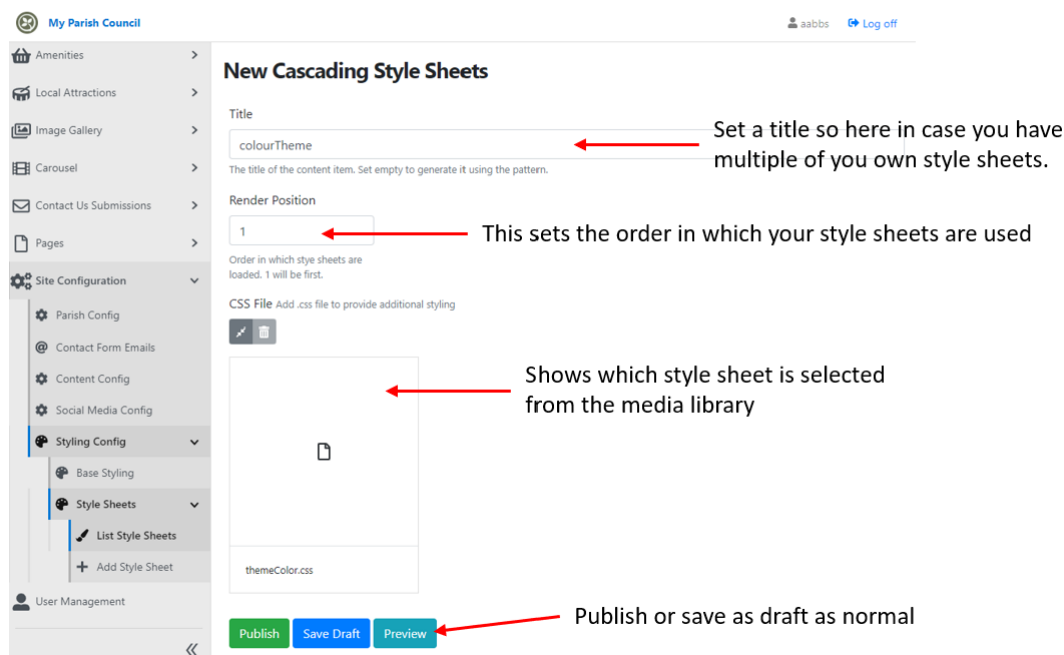 My Parish Council
aabbs
Log off
Amenities
Local Attractions
Image Gallery
Carousel
Contact Us Submissions
Pages
Site Configuration
Parish Config
Contact Form Emails
Content Config
Social Media Config
Styling Config
Base Styling
Style Sheets
List Style Sheets
Add Style Sheet
User Management
New Cascading Style Sheets
Title
colourTheme
The title of the content item. Set empty to generate it using the pattern.
Set a title so here in case you have
multiple of you own style sheets.
Render Position
1
This sets the order in which your style sheets are used
Order in which stye sheets are
loaded. 1 will be first.
CSS File Add .css file to provide additional styling
Shows which style sheet is selected
from the media library
themeColor.css
Publish Save Draft Preview
Publish or save as draft as normal